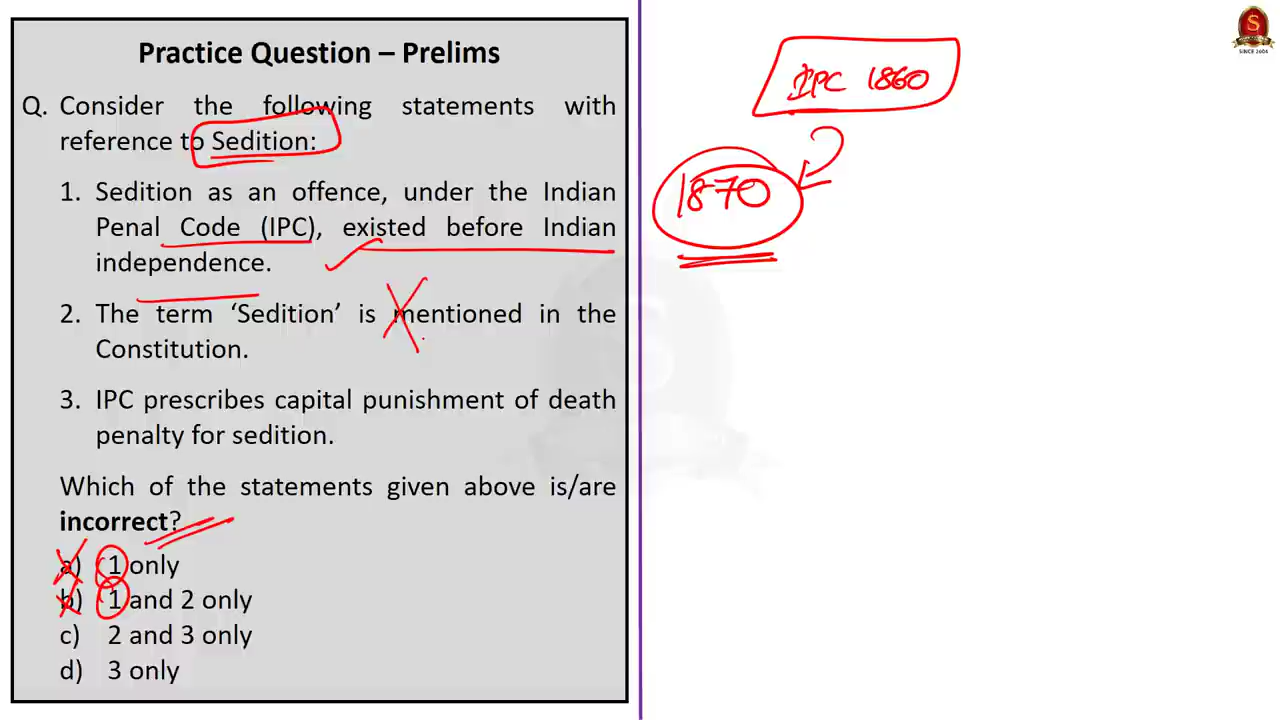 Practice Question – Prelims
Q. Consider the following statements with
reference to Sedition:
1. Sedition as an offence, under the Indian
Penal Code (IPC), existed before Indian
independence.
2. The term ‘Sedition’ is mentioned in the
Constitution.
3. IPC prescribes capital punishment of death
penalty for sedition.
Which of the statements given above is/are
incorrect?
a) 1 only
b) 1 and 2 only
c) 2 and 3 only
d) 3 only
IPC 1860
1870
S
SINCE 2004